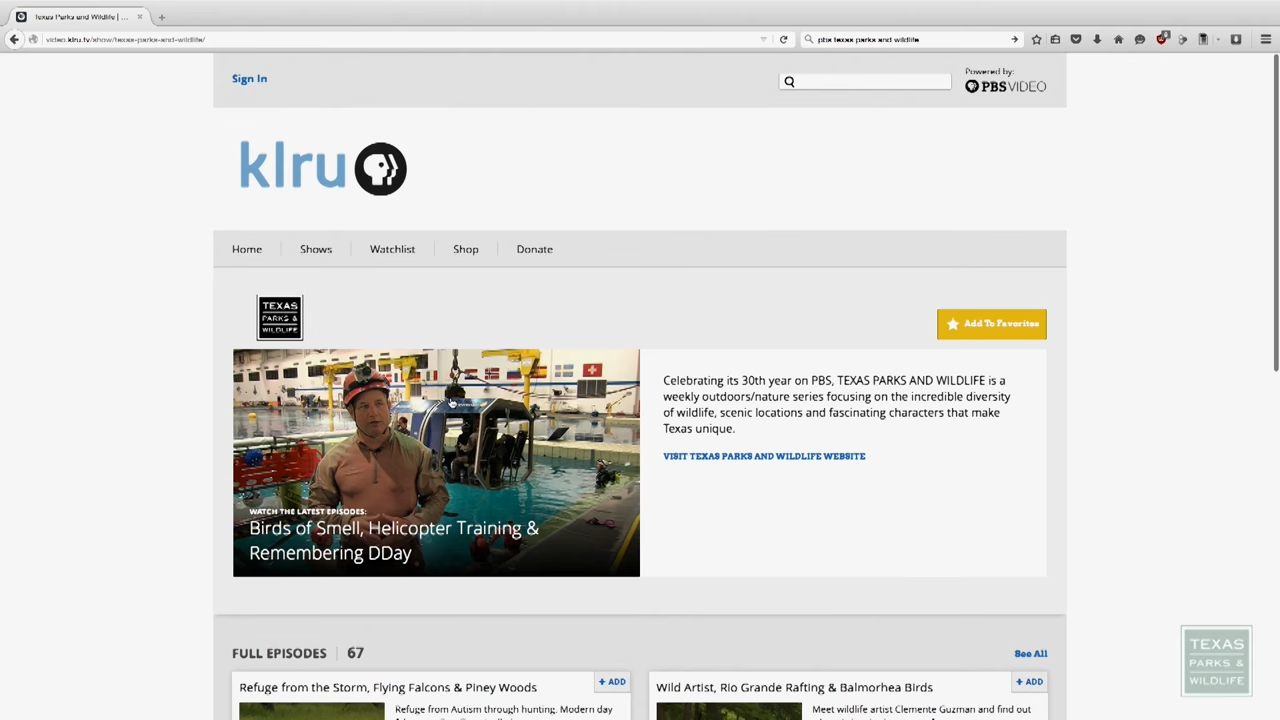 Texas Parks and Wildlife | ...
video.klru.tv/show/texas-parks-and-wildlife/
pbs texas parks and wildlife
Sign In
Powered by:
PBS VIDEO
klru
Home
Shows
Watchlist
Shop
Donate
TEXAS
PARKS &
WILDLIFE
Add To Favorites
WATCH THE LATEST EPISODES:
Birds of Smell, Helicopter Training &
Remembering DDay
Celebrating its 30th year on PBS, TEXAS PARKS AND WILDLIFE is a
weekly outdoors/nature series focusing on the incredible diversity
of wildlife, scenic locations and fascinating characters that make
Texas unique.
VISIT TEXAS PARKS AND WILDLIFE WEBSITE
FULL EPISODES | 67
See All
Refuge from the Storm, Flying Falcons & Piney Woods
+ ADD
Refuge from Autism through hunting. Modern day
Wild Artist, Rio Grande Rafting & Balmorhea Birds
+ ADD
Meet wildlife artist Clemente Guzman and find out
TEXAS
PARKS &
WILDLIFE